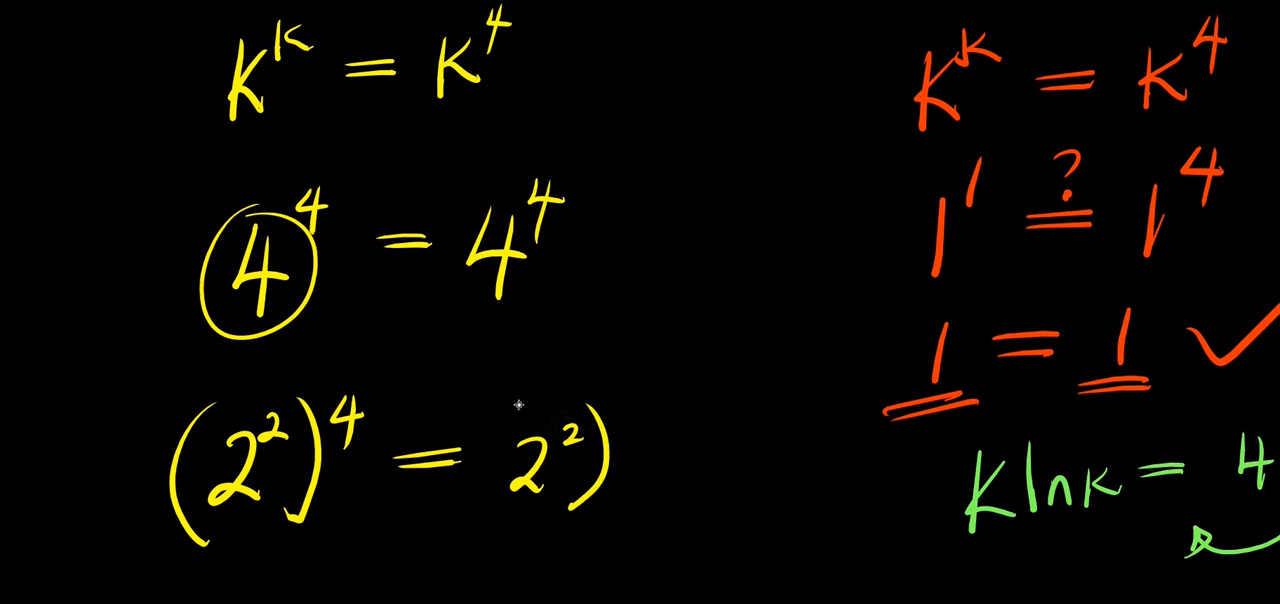 k^k = k^4
4^4 = 4^4
(2^2)^4 = 2^2)
k^k = k^4
1^1 ?= 1^4
1 = 1 ✓
k ln k = 4